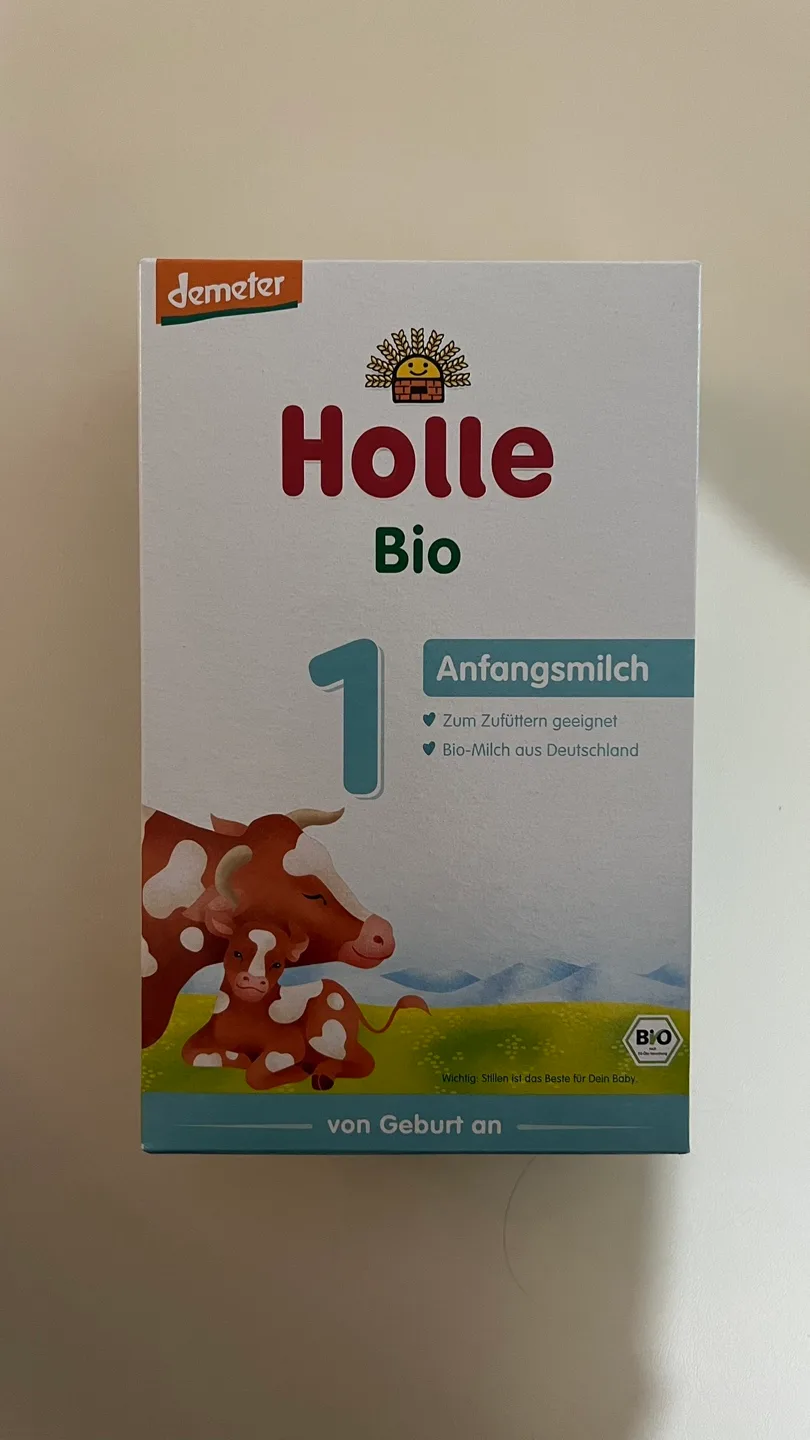 demeter
Holle
Bio
1
Anfangsmilch
Zum Zufüttern geeignet
Bio-Milch aus Deutschland
Bio
Wichtig: Stillen ist das Beste für Dein Baby.
von Geburt an